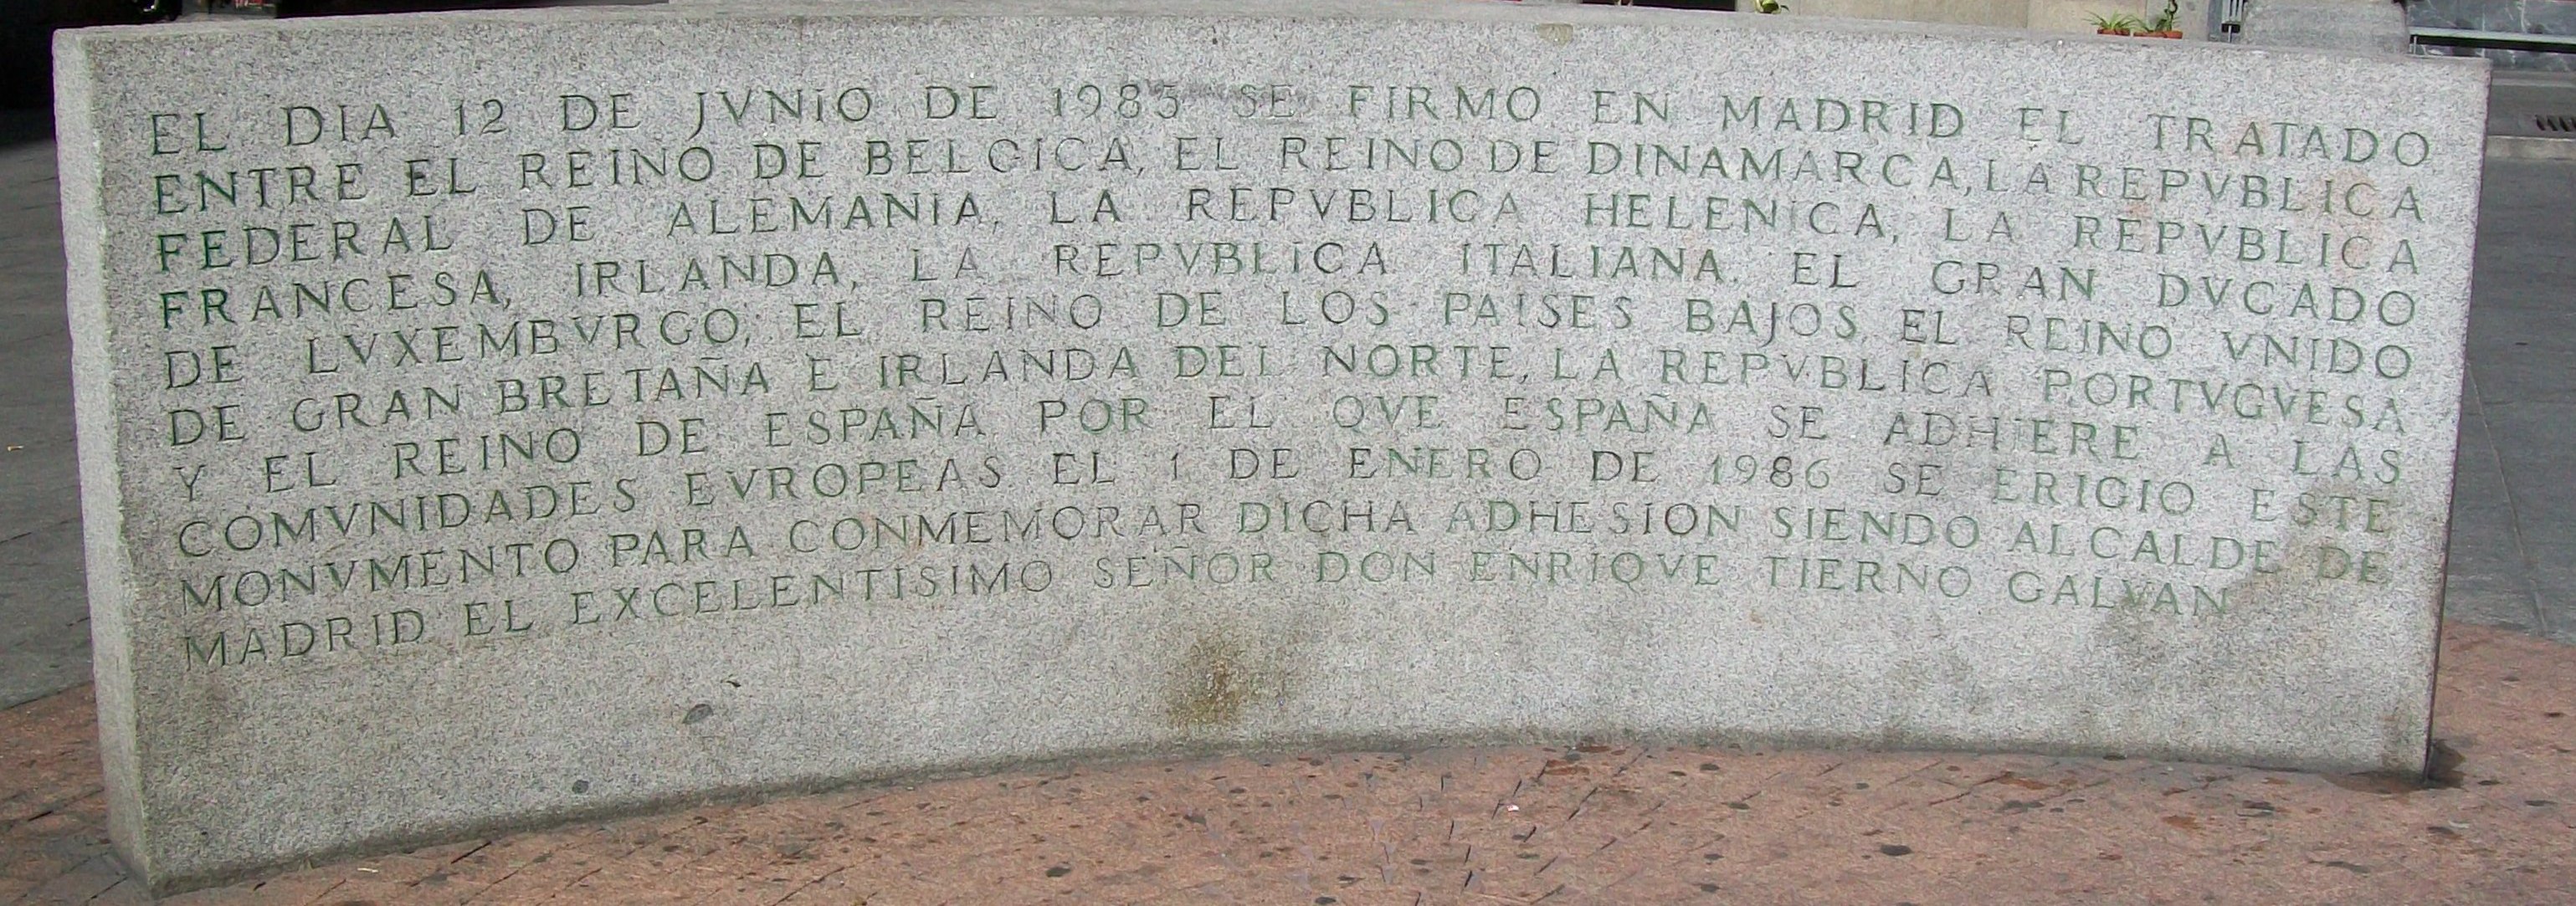 EL DIA 12 DE JVNIO DE 1985 SE FIRMO EN MADRID EL TRATADO
ENTRE EL REINO DE BELGICA, EL REINO DE DINAMARCA, LA REPVBLICA
FEDERAL DE ALEMANIA, LA REPVBLICA HELENICA, LA REPVBLICA
FRANCESA, IRLANDA, LA REPVBLICA ITALIANA, EL GRAN DVCADO
DE LVXEMBVRGO, EL REINO DE LOS PAISES BAJOS, EL REINO VNIDO
DE GRAN BRETAÑA E IRLANDA DEL NORTE, LA REPVBLICA PORTVGVESA
Y EL REINO DE ESPAÑA POR EL QVE ESPAÑA SE ADHIERE A LAS
COMVNIDADES EVROPEAS EL 1 DE ENERO DE 1986 SE ERIGIO ESTE
MONVMENTO PARA CONMEMORAR DICHA ADHESION SIENDO ALCALDE DE
MADRID EL EXCELENTISIMO SEÑOR DON ENRIQVE TIERNO GALVAN